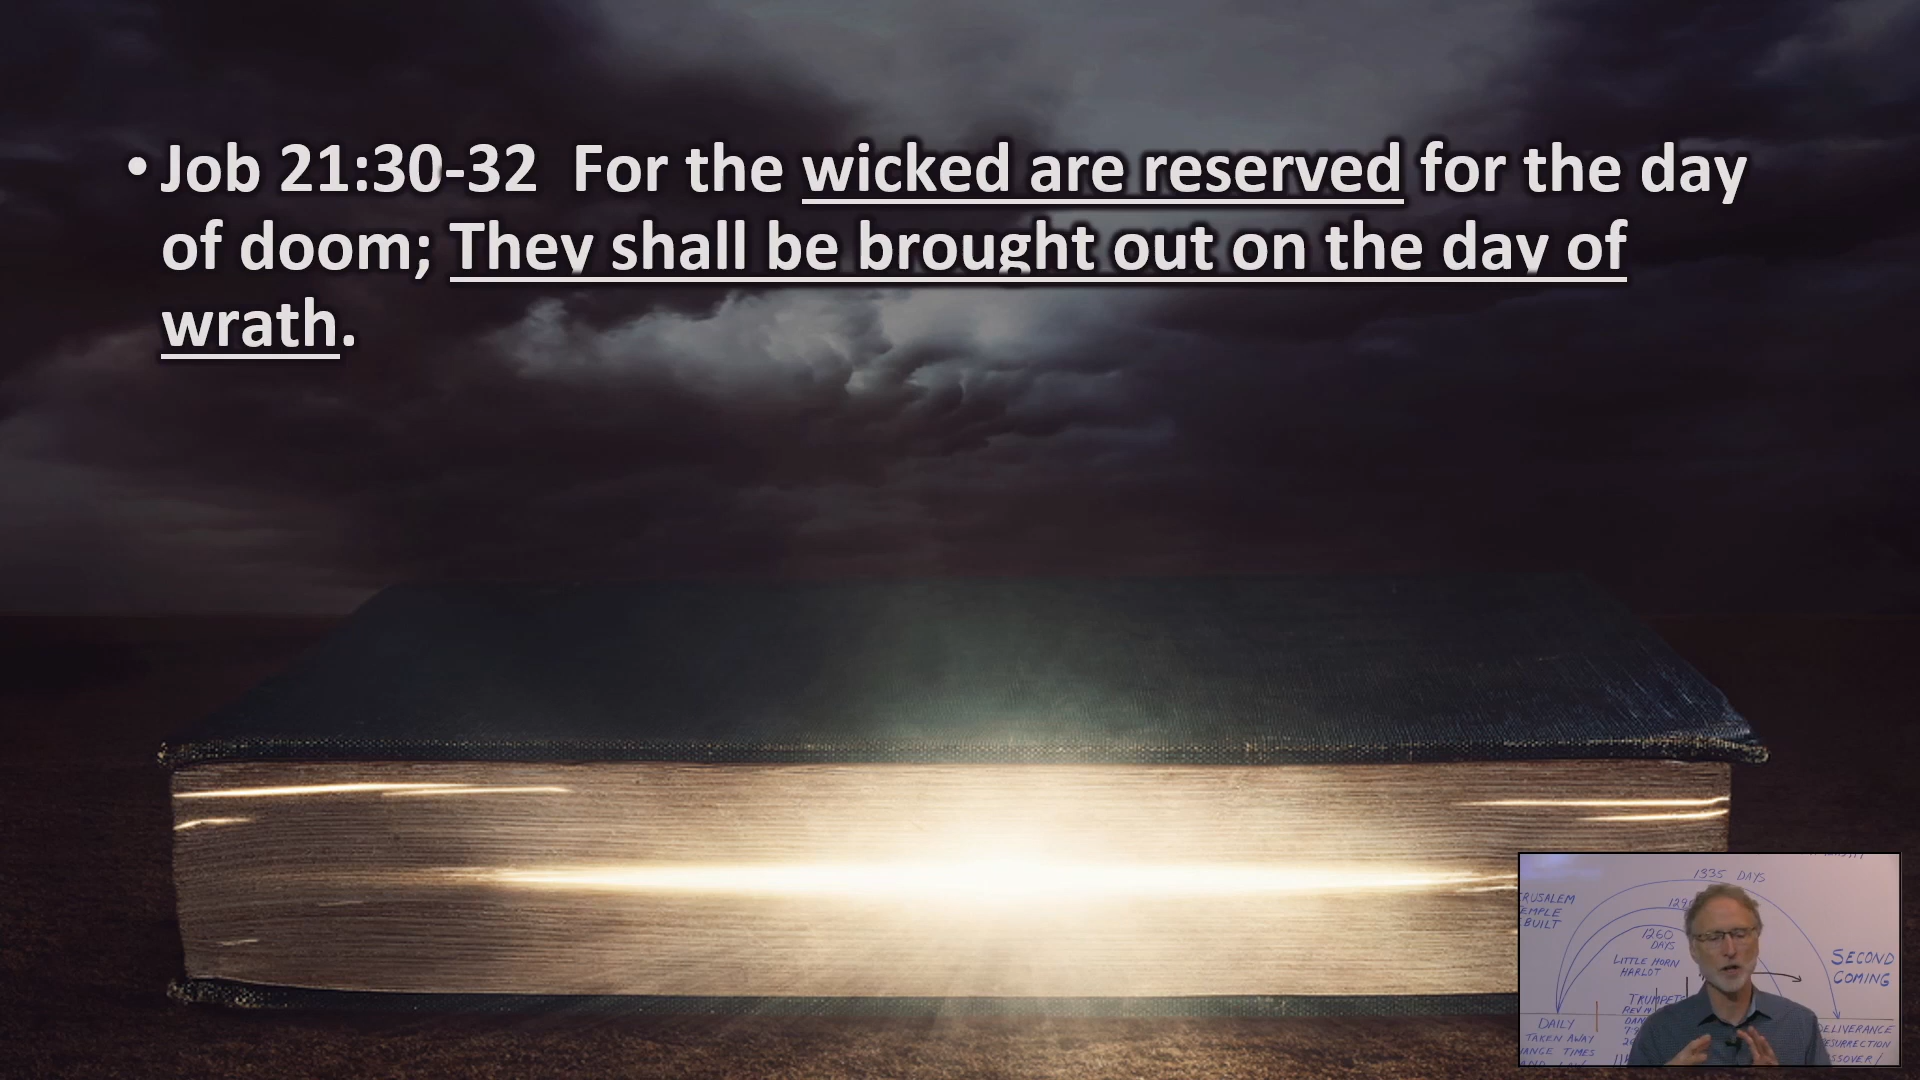 • Job 21:30-32 For the wicked are reserved for the day
of doom; They shall be brought out on the day of
wrath.
1335 DAYS
1260
DAYS
LITTLE HORN
HARLOT
SECOND
COMING
DAILY
TAKEN AWAY